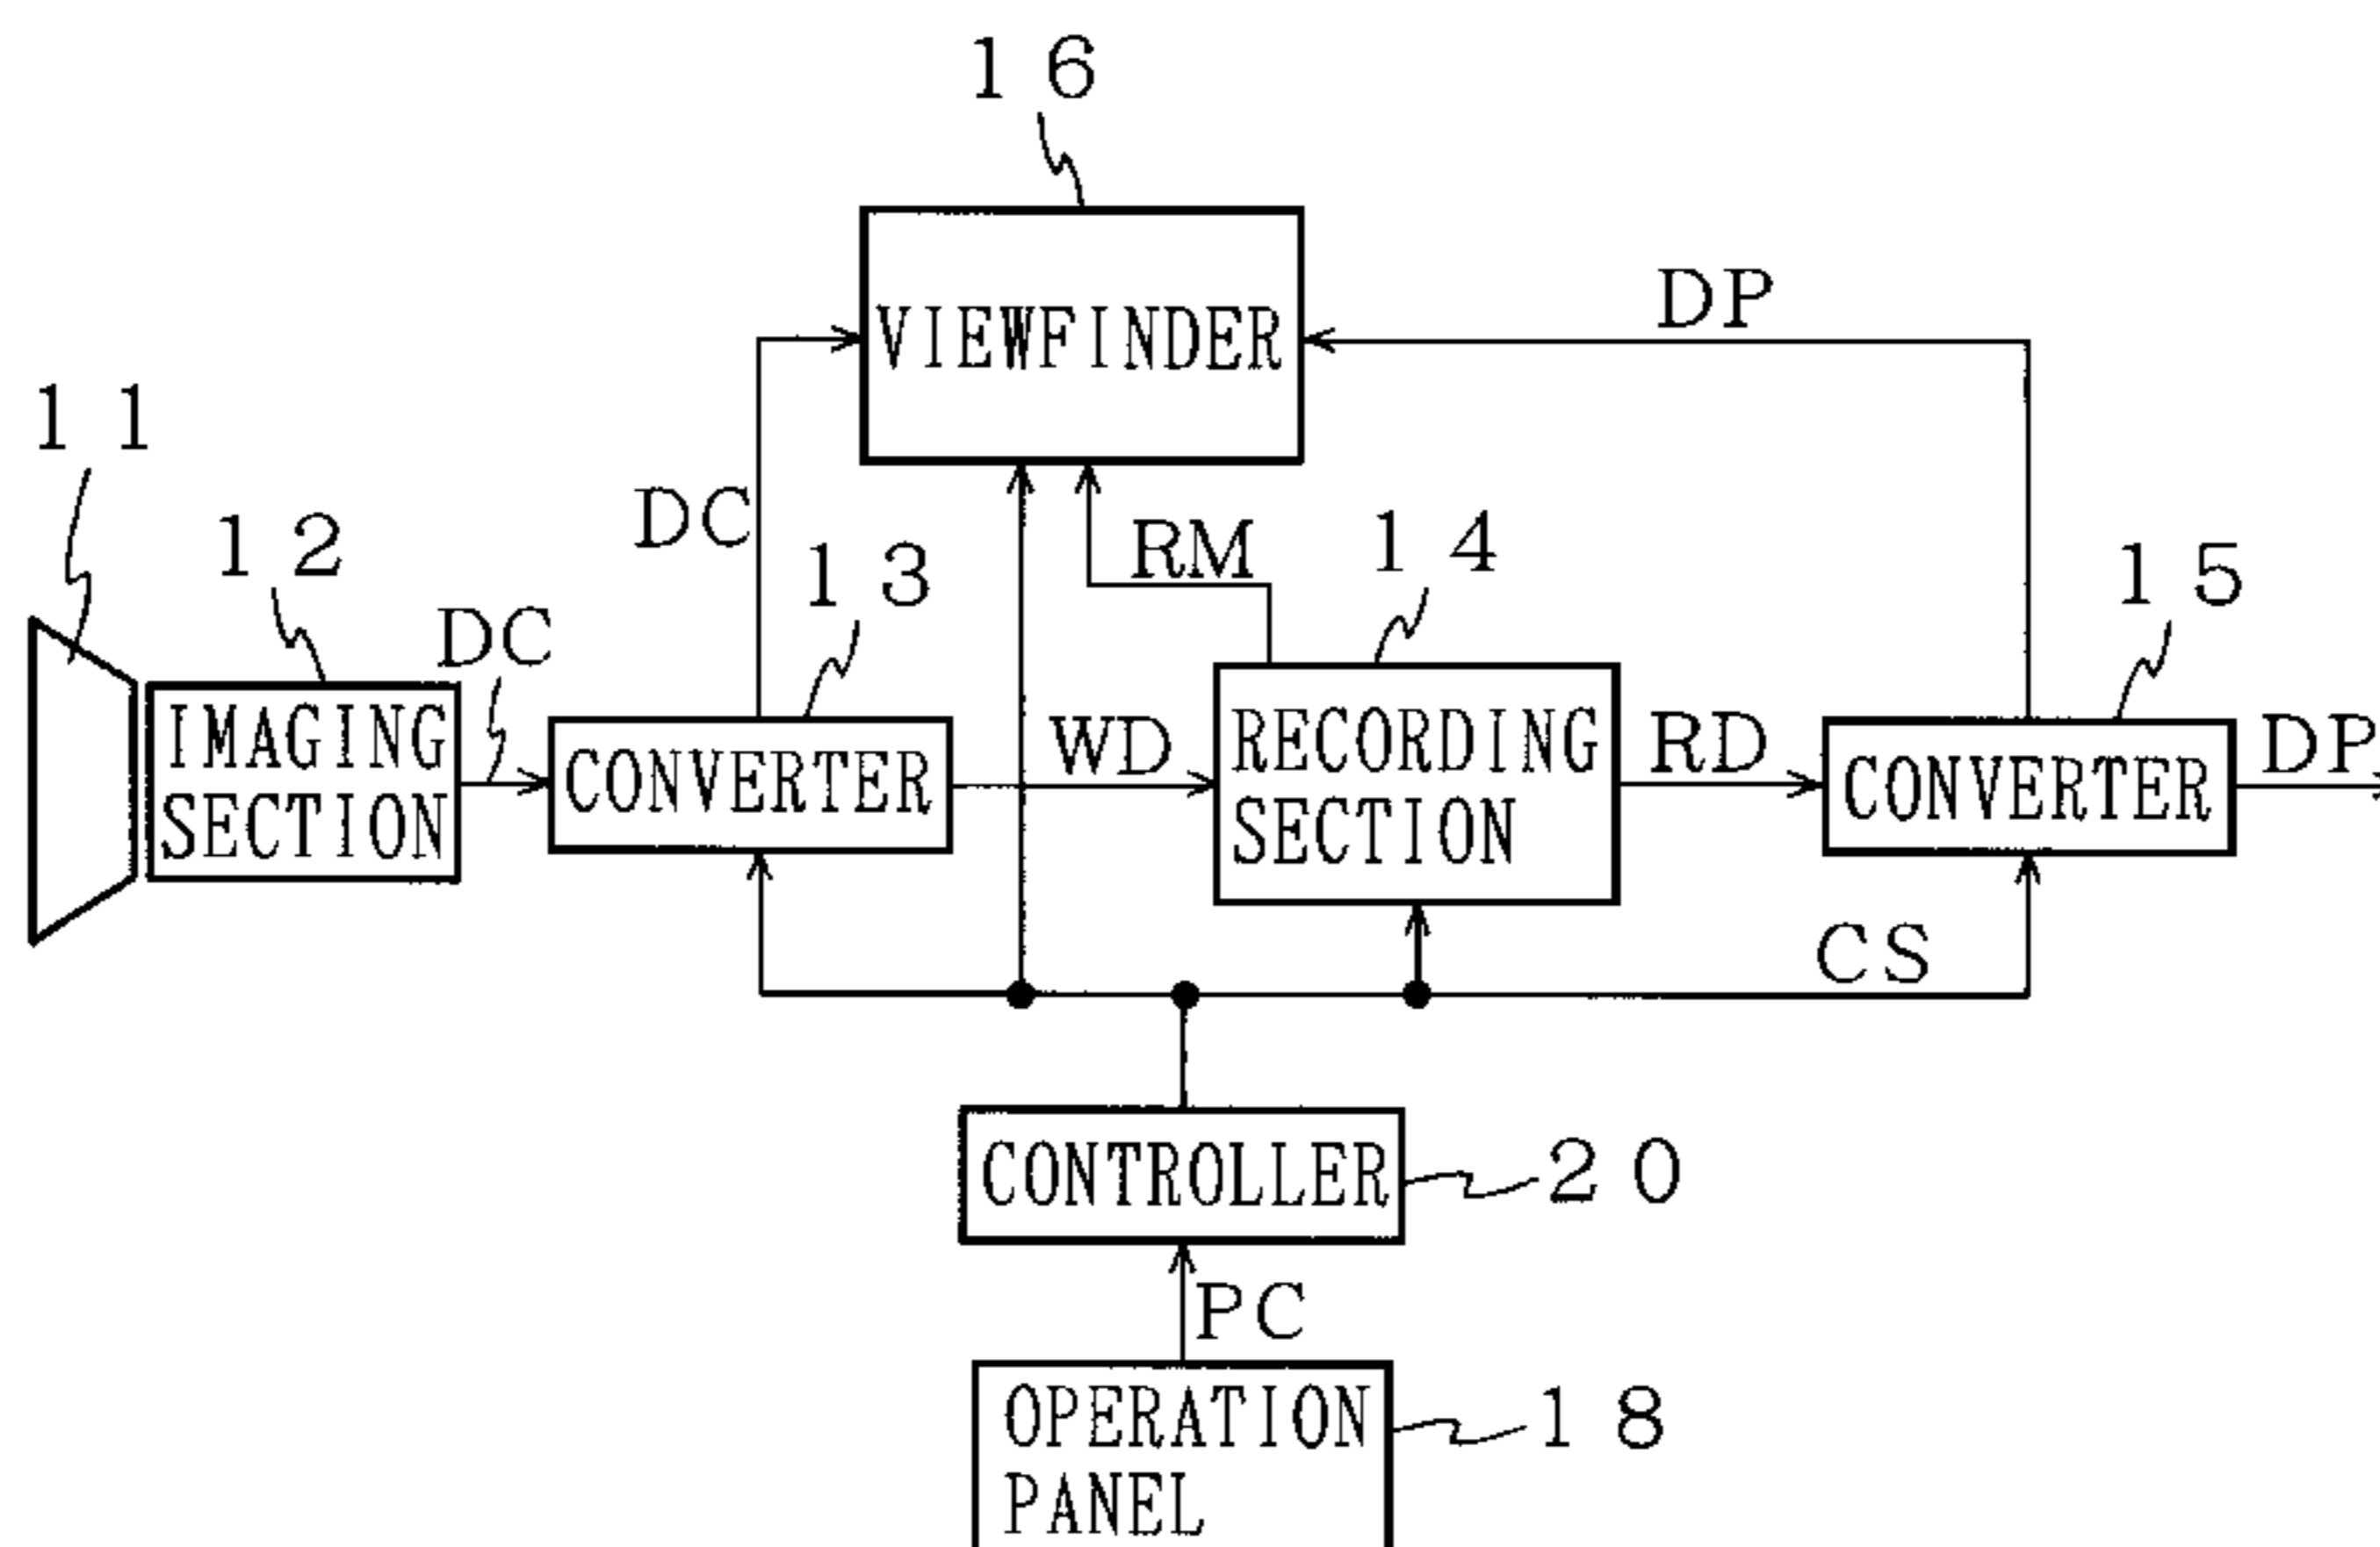 16
VIEWFINDER
DP
11
12
DC
13
RM
14
15
DC
IMAGING
SECTION
CONVERTER
WD
RECORDING
SECTION
RD
CONVERTER
DP
CS
CONTROLLER
20
PC
OPERATION
PANEL
18